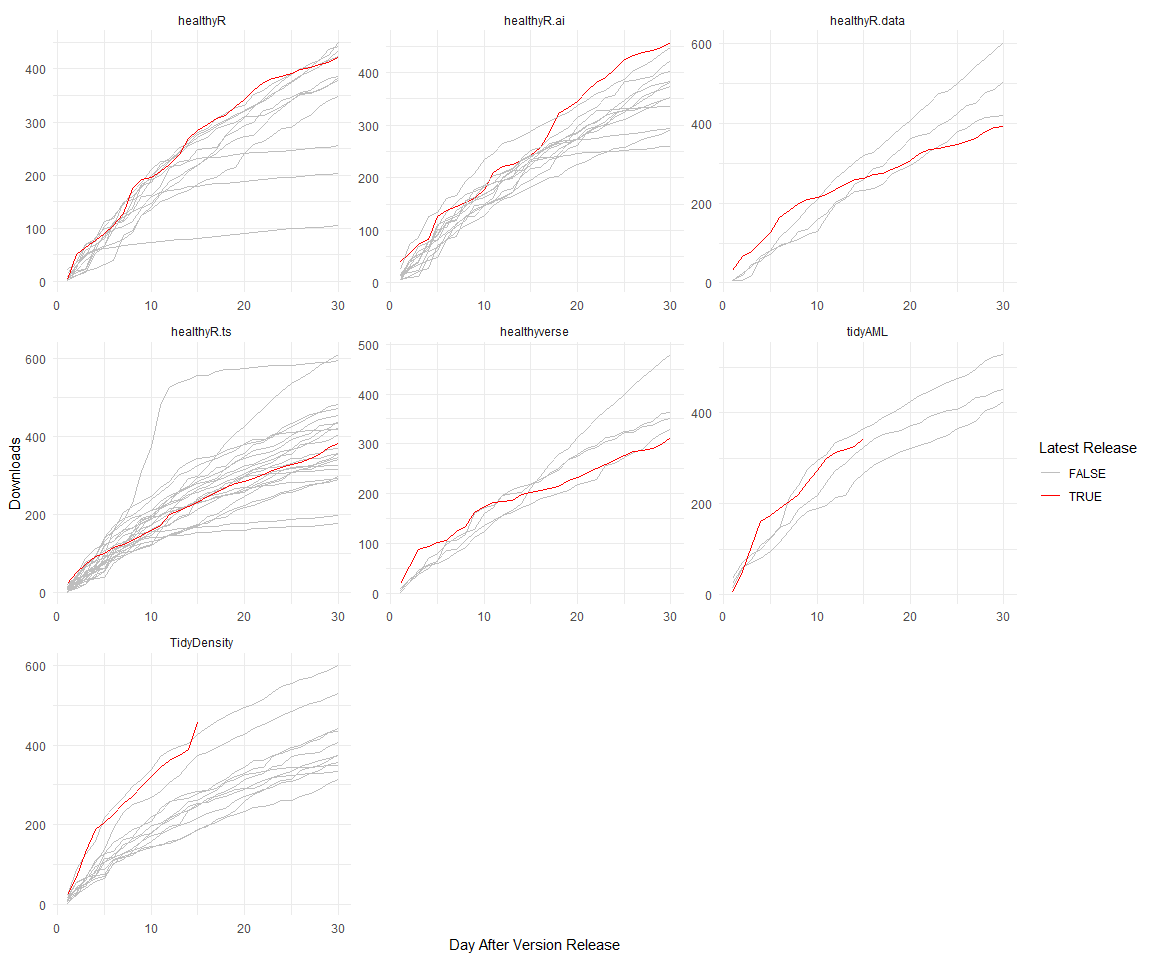 healthyR healthyR.ai healthyR.data
400 400 600
300 300 400
200 200 200
100 100
0 0 0
0 10 20 30 0 10 20 30 0 10 20 30
healthyR.ts healthyverse tidyAML
600 500 400
400 400 200
200 300 0
0 200
100
0
0 10 20 30 0 10 20 30 0 10 20 30
TidyDensity
600
400
200
0
0 10 20 30
Downloads
Day After Version Release
Latest Release
FALSE
TRUE